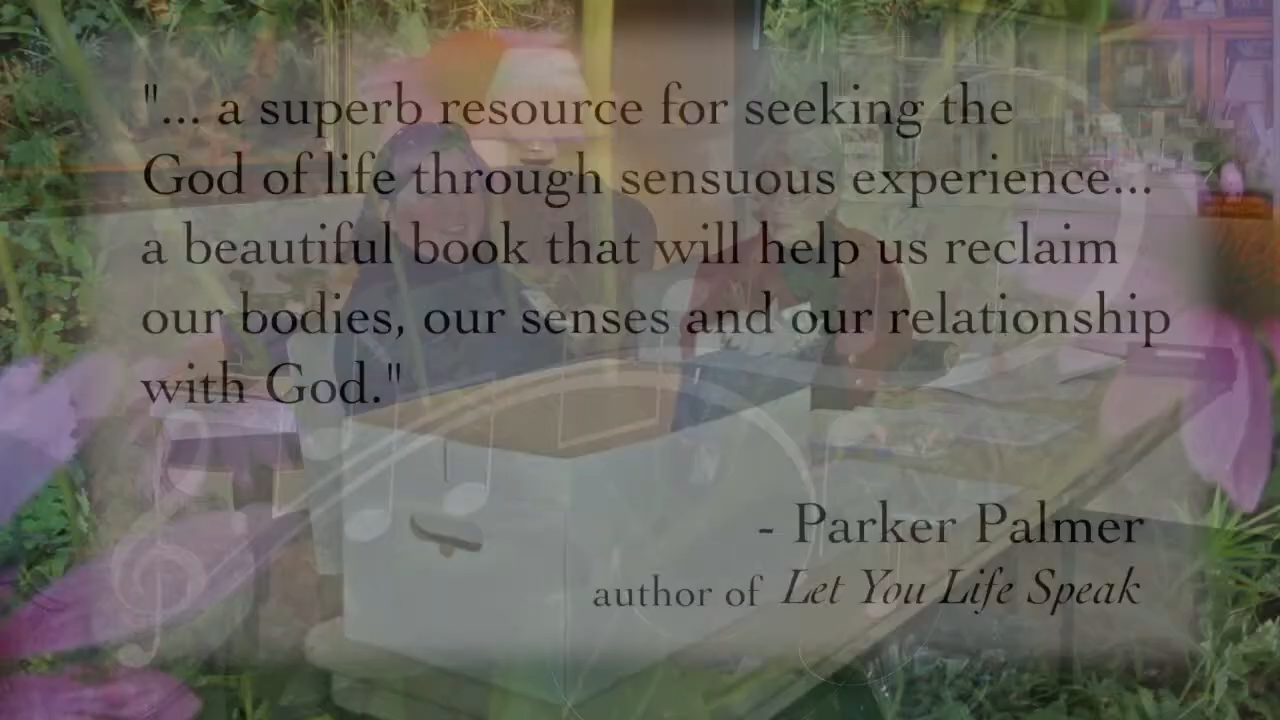 "... a superb resource for seeking the
God of life through sensuous experience...
a beautiful book that will help us reclaim
our bodies, our senses and our relationship
with God."
- Parker Palmer
author of Let You Life Speak